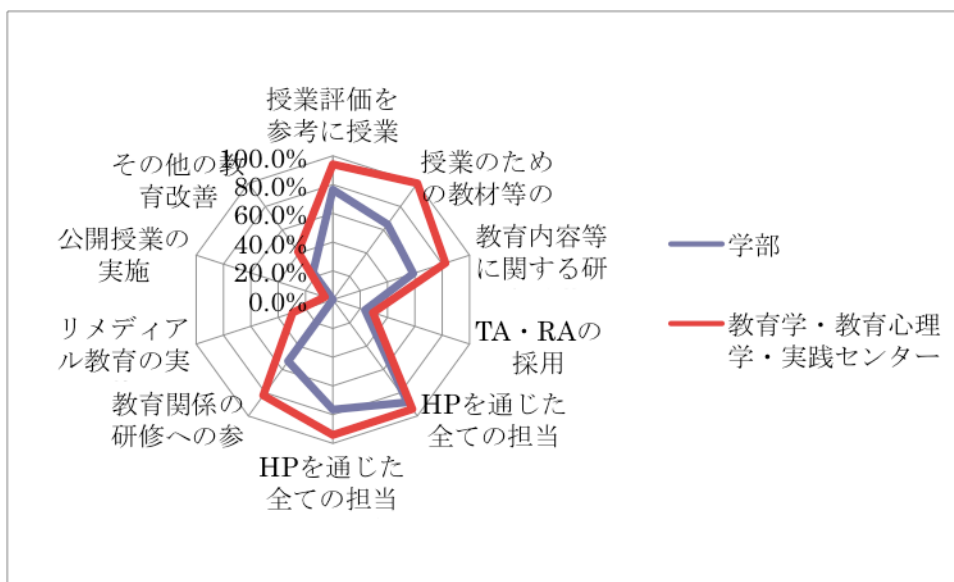 授業評価を
参考に授業
授業のため
の教材等の
教育内容等
に関する研
TA・RAの
採用
HPを通じた
全ての担当
HPを通じた
全ての担当
教育関係の
研修への参
リメディア
ル教育の実
公開授業の
実施
その他の教
育改善
100.0%
80.0%
60.0%
40.0%
20.0%
0.0%
学部
教育学・教育心理
学・実践センター